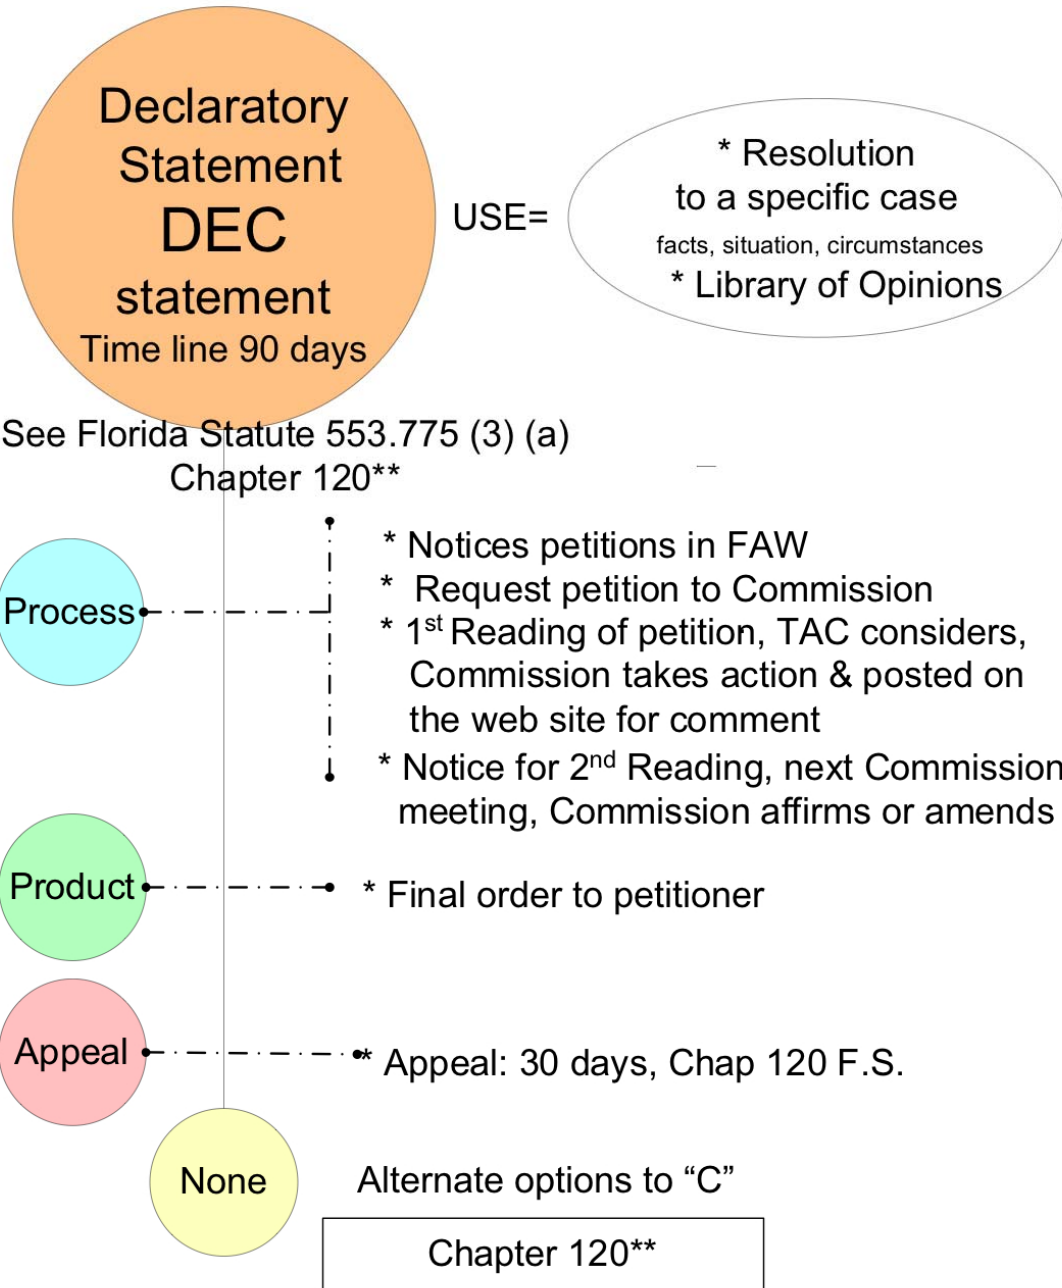 Declaratory
Statement
DEC
statement
Time line 90 days
USE=
* Resolution
to a specific case
facts, situation, circumstances
* Library of Opinions
See Florida Statute 553.775 (3) (a)
Chapter 120**
Process
* Notices petitions in FAW
* Request petition to Commission
* 1st Reading of petition, TAC considers,
Commission takes action & posted on
the web site for comment
* Notice for 2nd Reading, next Commission
meeting, Commission affirms or amends
Product
* Final order to petitioner
Appeal
* Appeal: 30 days, Chap 120 F.S.
None
Alternate options to “C”
Chapter 120**